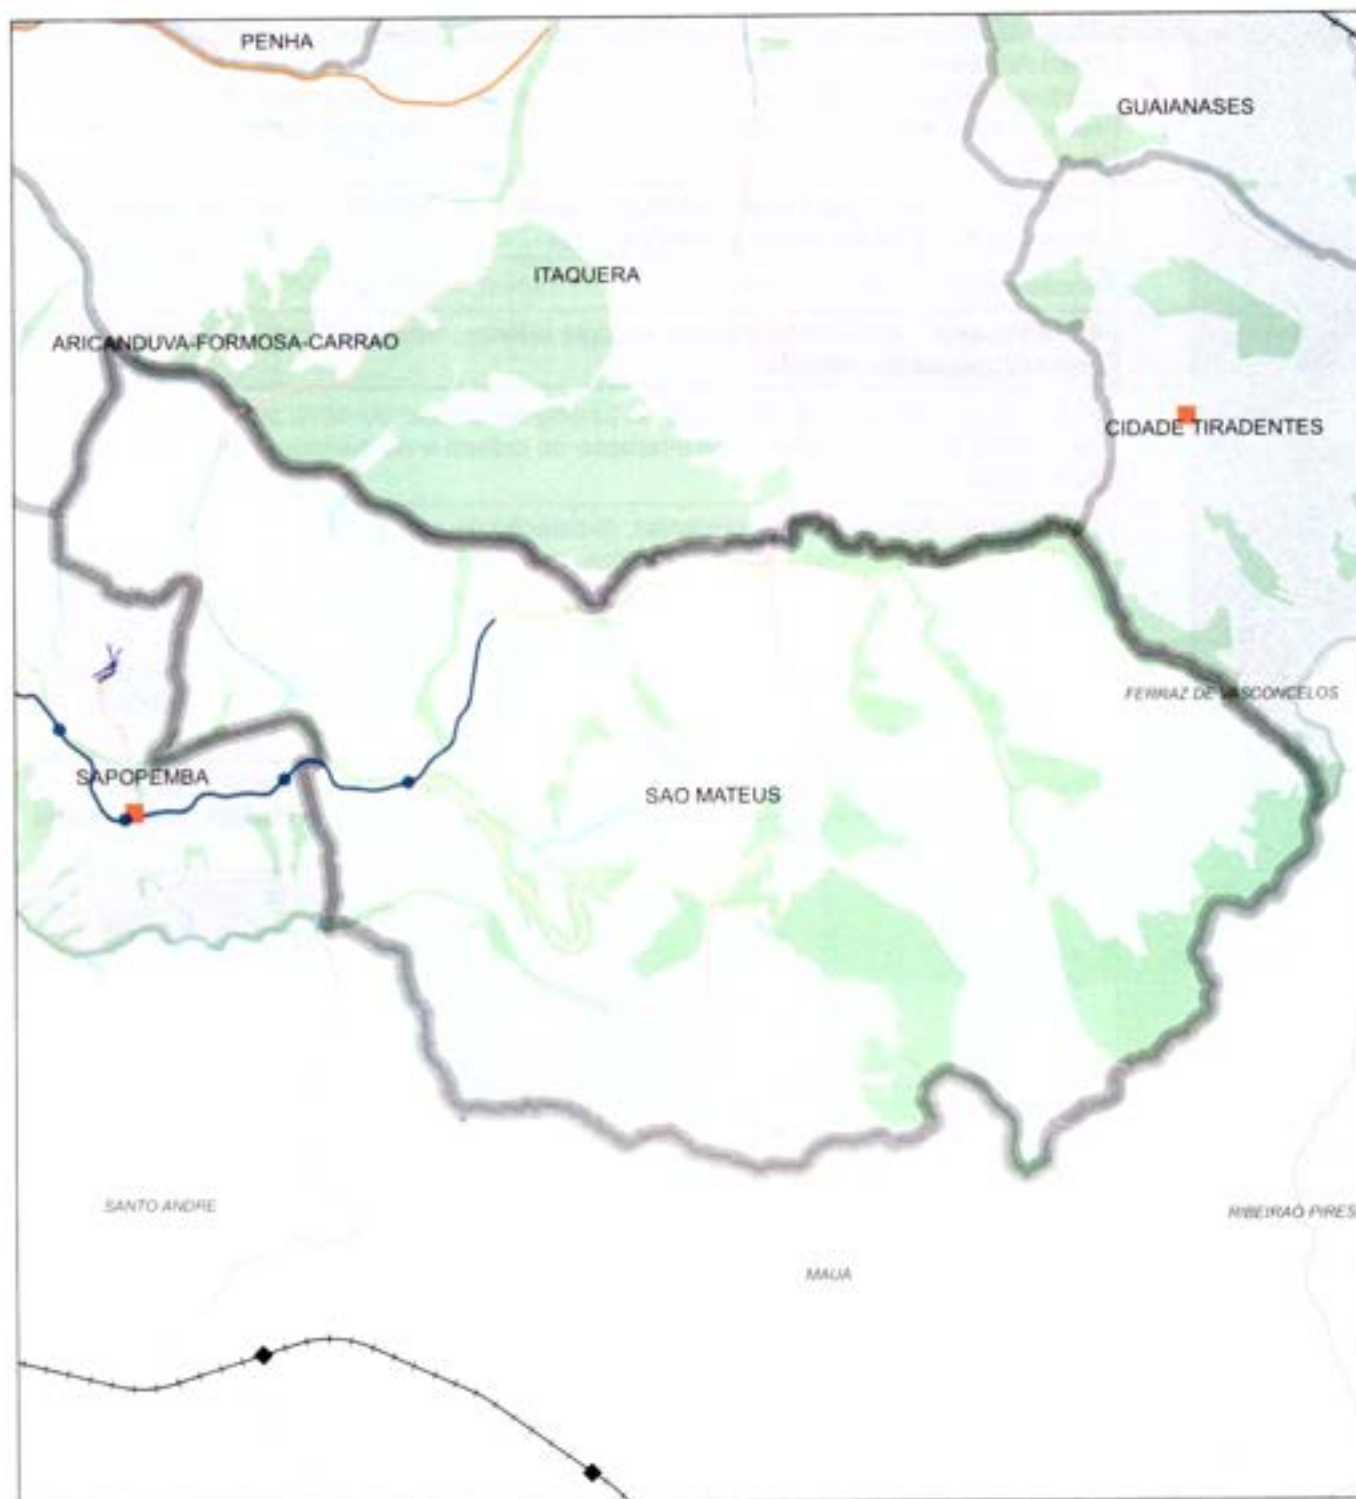 PENHA
GUAIANASES
ITAQUERA
ARICANDUVA-FORMOSA-CARRAO
CIDADE TIRADENTES
FERRAZ DE VASCONCELOS
SAPOPEMBA
SAO MATEUS
SANTO ANDRE
RIBEIRAO PIRES
MAUA